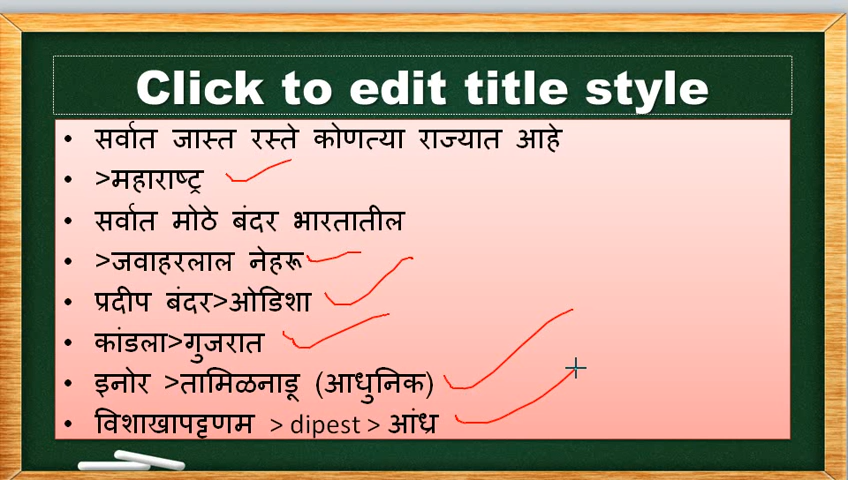 Click to edit title style
सर्वात जास्त रस्ते कोणत्या राज्यात आहे
>महाराष्ट्र
सर्वात मोठे बंदर भारतातील
>जवाहरलाल नेहरू
प्रदीप बंदर>ओडिशा
कांडला>गुजरात
इनोर >तामिळनाडू (आधुनिक)
विशाखापट्टणम > dipest > आंध्र